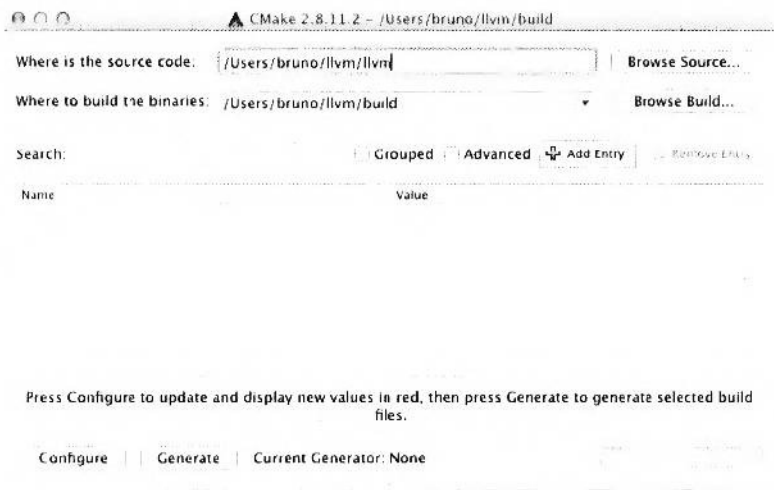 CMake 2.8.11.2 – /Users/bruno/llvm/build
Where is the source code: /Users/bruno/llvm/llvm Browse Source...
Where to build the binaries: /Users/bruno/llvm/build Browse Build...
Search: Grouped Advanced Add Entry Remove Entry
Name Value
Press Configure to update and display new values in red, then press Generate to generate selected build
files.
Configure Generate Current Generator: None